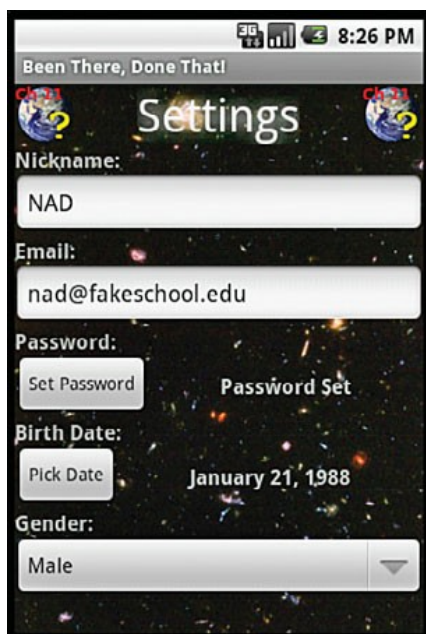 3G 8:26 PM
Been There, Done That!
Ch 21 Settings Ch 21
Nickname:
NAD
Email:
nad@fakeschool.edu
Password:
Set Password Password Set
Birth Date:
Pick Date January 21, 1988
Gender:
Male